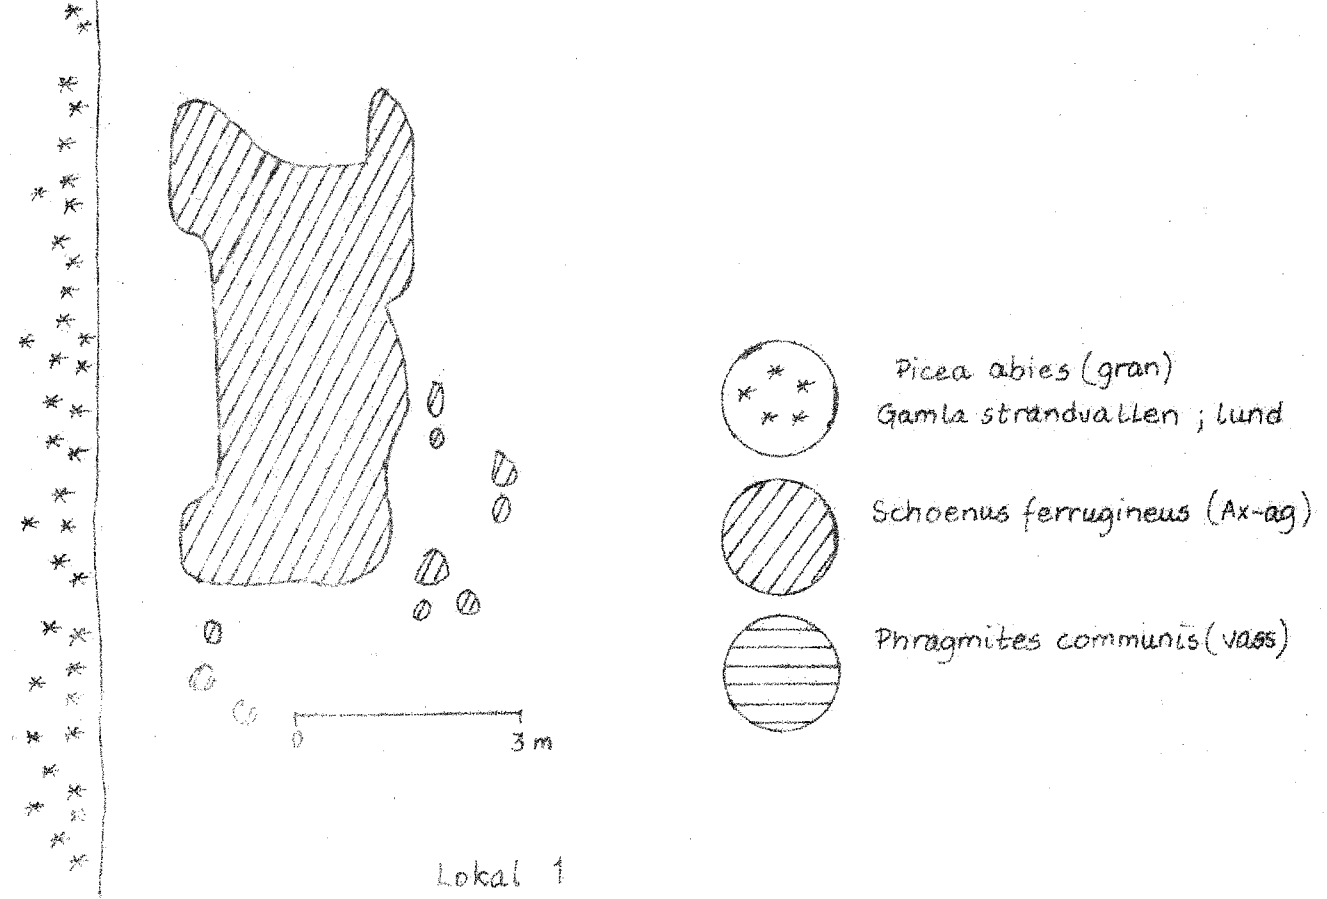 Picea abies (gran)
Gamla strandvallen ; lund
Schoenus ferrugineus (Ax-ag)
Phragmites communis (vass)
0 3 m
Lokal 1